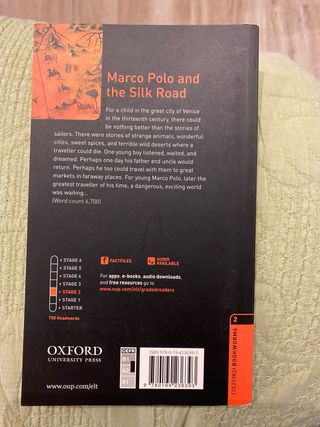 Marco Polo and
the Silk Road
For a child in the great city of Venice
in the thirteenth century, there could
be nothing better than the stories of
sailors. There were stories of strange animals, wonderful
cities, sweet spices, and terrible wild deserts where a
traveller could die. One young boy listened, waited, and
dreamed. Perhaps one day his father and uncle would
return. Perhaps he too could travel with them to great
markets in faraway places. For young Marco Polo, later the
greatest traveller of his time, a dangerous, exciting world
was waiting...
(Word count 6,700)
STAGE 6
STAGE 5
STAGE 4
STAGE 3
STAGE 2
STAGE 1
STARTER
700 Headwords
FACTFILES
AUDIO
AVAILABLE
For apps, e-books, audio downloads,
and free resources go to
www.oup.com/elt/gradedreaders
OXFORD
UNIVERSITY PRESS
www.oup.com/elt
CEFR
B1
A2
A1
9 780194 236393
2
OXFORD BOOKWORMS